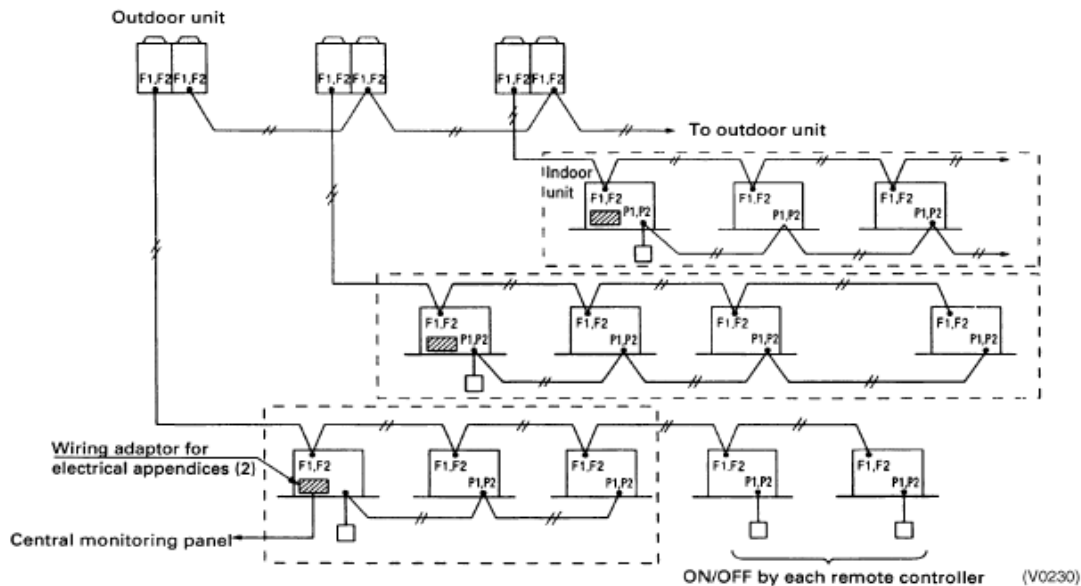 Outdoor unit
F1,F2 F1,F2
F1,F2 F1,F2
F1,F2 F1,F2
To outdoor unit
Indoor
unit
F1,F2
P1,P2
F1,F2
P1,P2
F1,F2
P1,P2
F1,F2
P1,P2
F1,F2
P1,P2
F1,F2
P1,P2
F1,F2
P1,P2
Wiring adaptor for
electrical appendices (2)
F1,F2
F1,F2
P1,P2
F1,F2
P1,P2
F1,F2
P1,P2
F1,F2
P1,P2
Central monitoring panel
ON/OFF by each remote controller
(V0230)